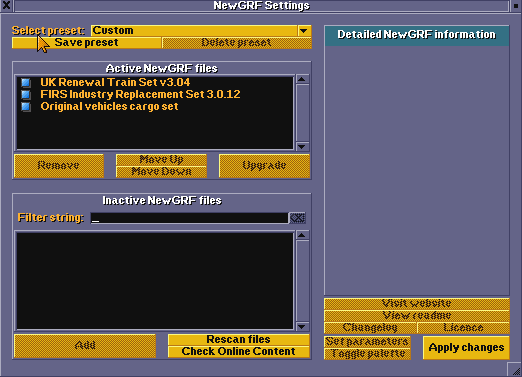 NewGRF Settings
Select preset: Custom
Save preset Delete preset
Detailed NewGRF information
Active NewGRF files
UK Renewal Train Set v3.04
FIRS Industry Replacement Set 3.0.12
Original vehicles cargo set
Remove
Move Up
Move Down
Upgrade
Inactive NewGRF files
Filter string: _
Add
Rescan files
Check Online Content
Visit website
View readme
Changelog Licence
Set parameters
Toggle palette
Apply changes